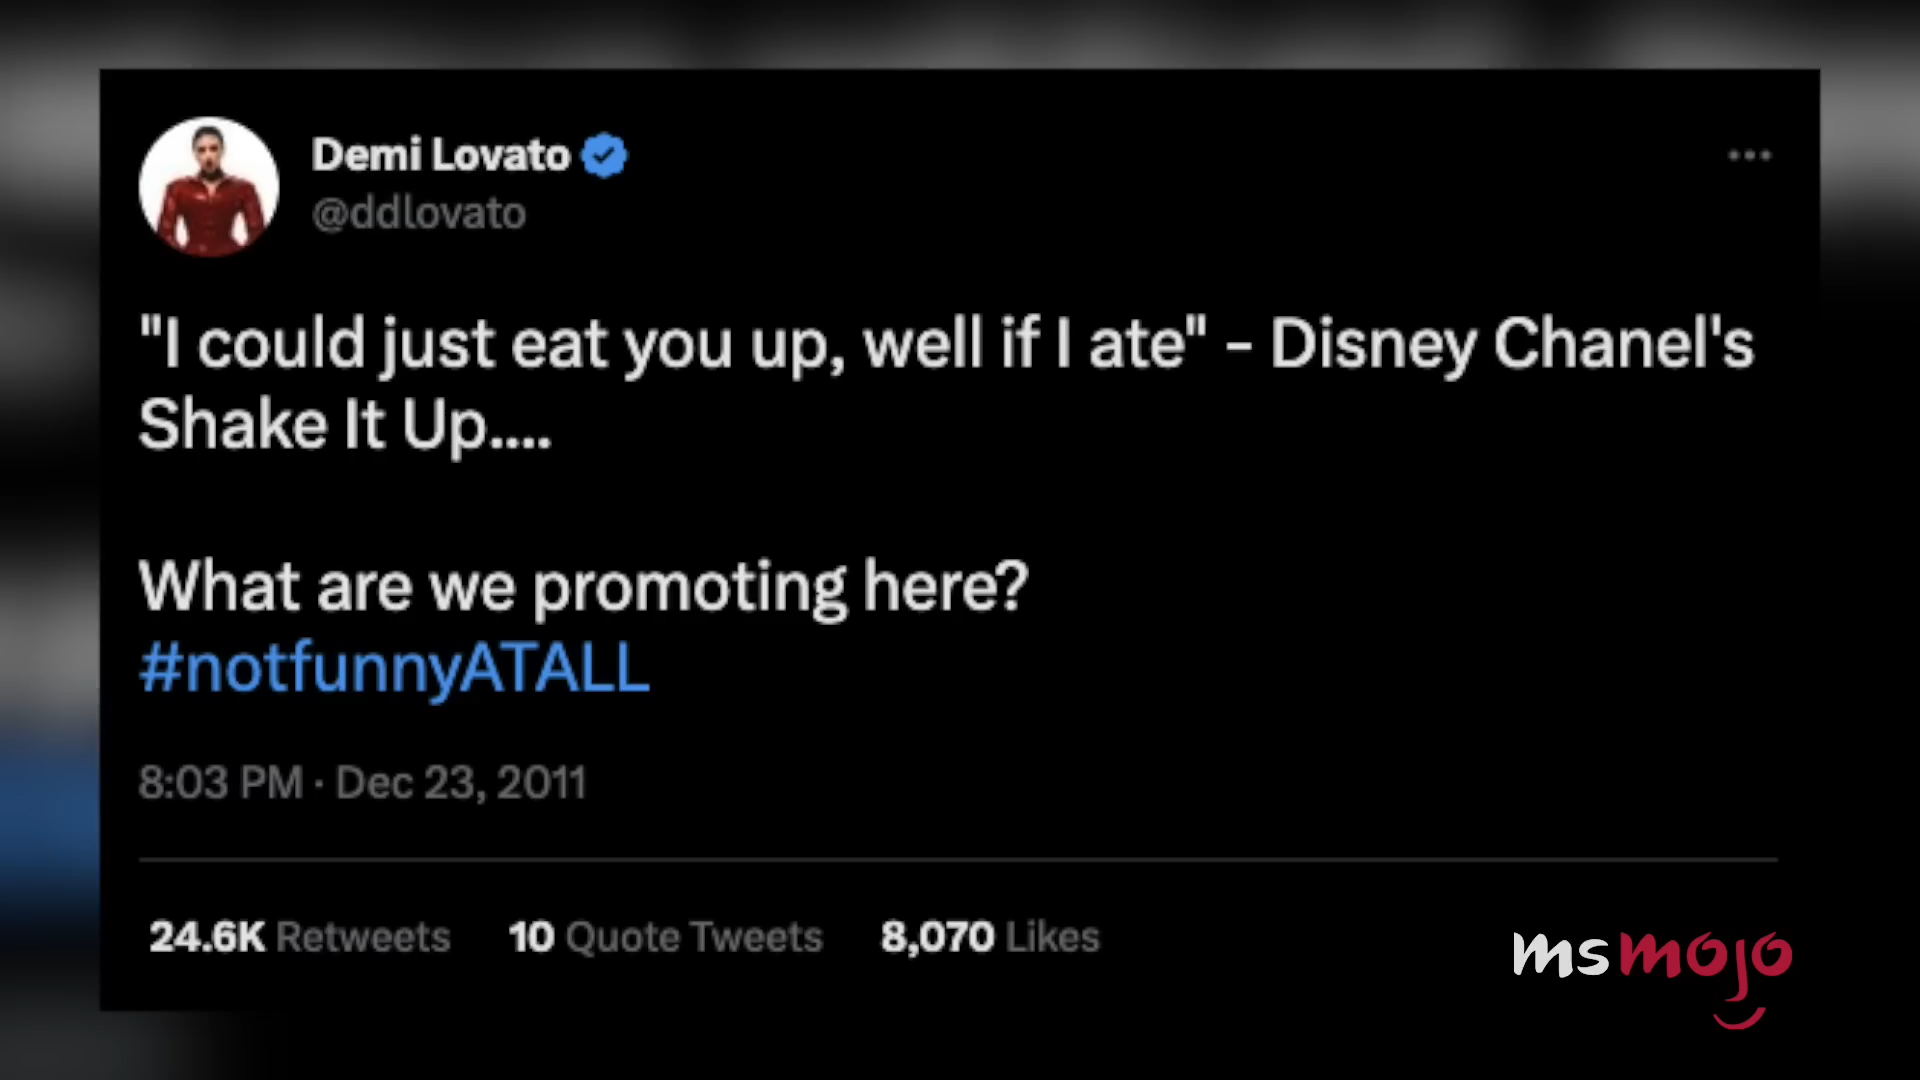 Demi Lovato
@ddlovato
"I could just eat you up, well if I ate" - Disney Chanel's
Shake It Up....
What are we promoting here?
#notfunnyATALL
8:03 PM · Dec 23, 2011
24.6K Retweets 10 Quote Tweets 8,070 Likes
msmojo